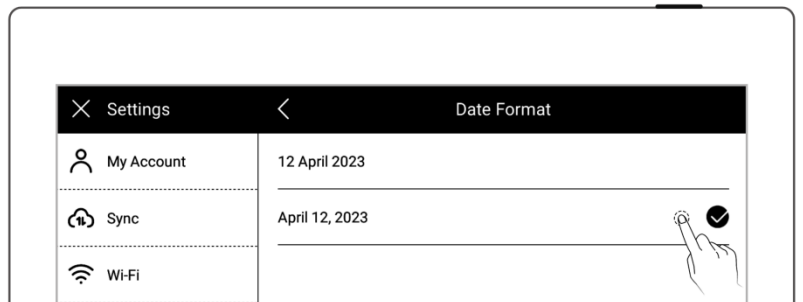 Settings
Date Format
My Account
12 April 2023
Sync
April 12, 2023
Wi-Fi